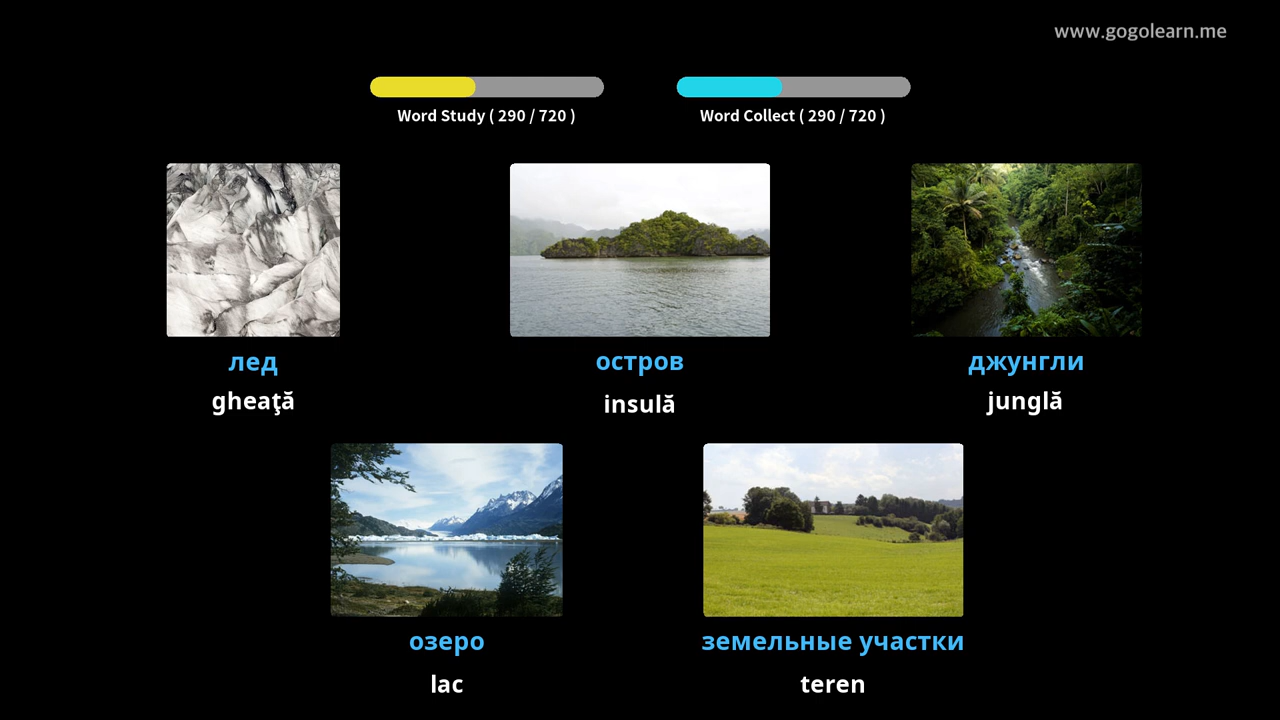 www.gogolearn.me
Word Study ( 290 / 720 )
Word Collect ( 290 / 720 )
лед
остров
джунгли
gheaţă
insulă
junglă
озеро
земельные участки
lac
teren